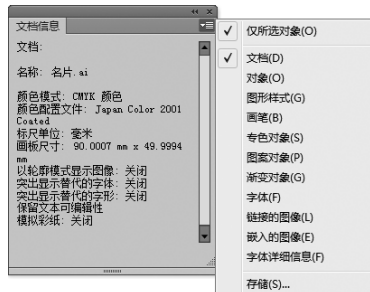 文档信息
文档:
名称: 名片.ai
颜色模式: CMYK 颜色
颜色配置文件: Japan Color 2001
Coated
标尺单位: 毫米
画板尺寸: 90.0007 mm x 49.9994
mm
以轮廓模式显示图像: 关闭
突出显示替代的字体: 关闭
突出显示替代的字形: 关闭
保留文本可编辑性
模拟彩纸: 关闭
仅所选对象(O)
文档(D)
对象(O)
图形样式(G)
画笔(B)
专色对象(S)
图案对象(P)
渐变对象(G)
字体(F)
链接的图像(L)
嵌入的图像(E)
字体详细信息(F)
存储(S)...